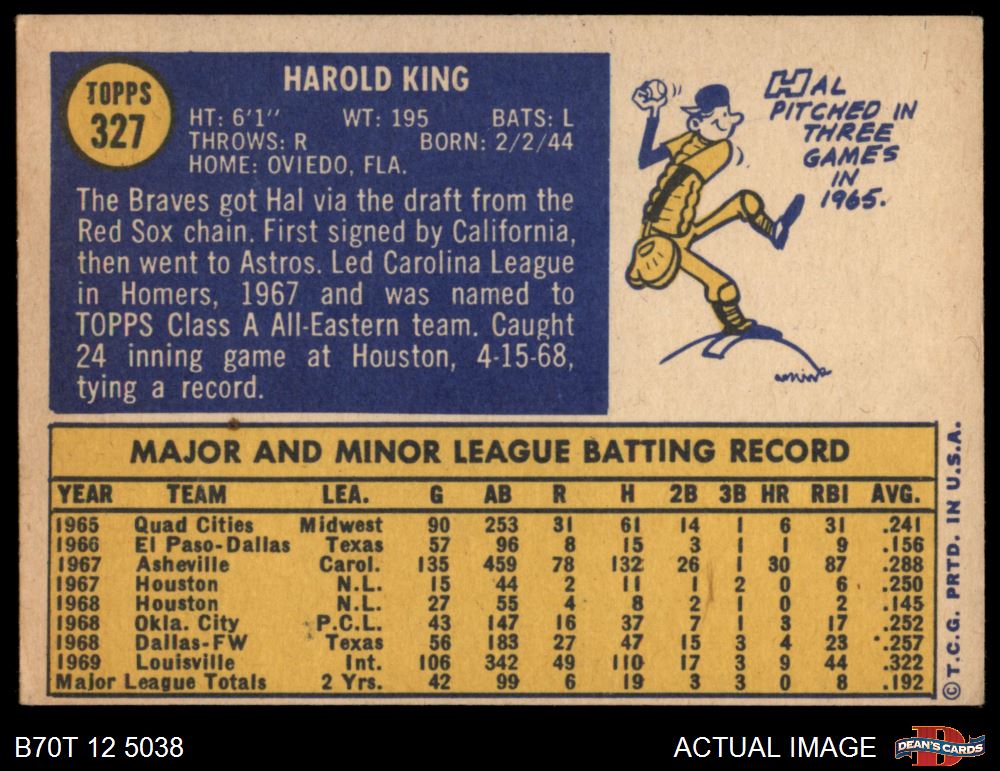 TOPPS
327
HAROLD KING
HT: 6'1" WT: 195 BATS: L
THROWS: R BORN: 2/2/44
HOME: OVIEDO, FLA.
The Braves got Hal via the draft from the
Red Sox chain. First signed by California,
then went to Astros. Led Carolina League
in Homers, 1967 and was named to
TOPPS Class A All-Eastern team. Caught
24 inning game at Houston, 4-15-68,
tying a record.
HAL
PITCHED IN
THREE
GAMES
IN
1965.
MAJOR AND MINOR LEAGUE BATTING RECORD
YEAR TEAM LEA. G AB R H 2B 3B HR RBI AVG.
1965 Quad Cities Midwest 90 253 31 61 14 1 6 31 .241
1966 El Paso-Dallas Texas 57 96 8 15 3 1 1 9 .156
1967 Asheville Carol. 135 459 78 132 26 1 30 87 .288
1967 Houston N.L. 15 44 2 11 1 2 0 6 .250
1968 Houston N.L. 27 55 4 8 2 1 0 2 .145
1968 Okla. City P.C.L. 43 147 16 37 7 1 3 17 .252
1968 Dallas-FW Texas 56 183 27 47 15 3 4 23 .257
1969 Louisville Int. 106 342 49 110 17 3 9 44 .322
Major League Totals 2 Yrs. 42 99 6 19 3 3 0 8 .192
© T.C.G. PRTD. IN U.S.A.
B70T 12 5038
ACTUAL IMAGE
D
DEAN'S CARDS